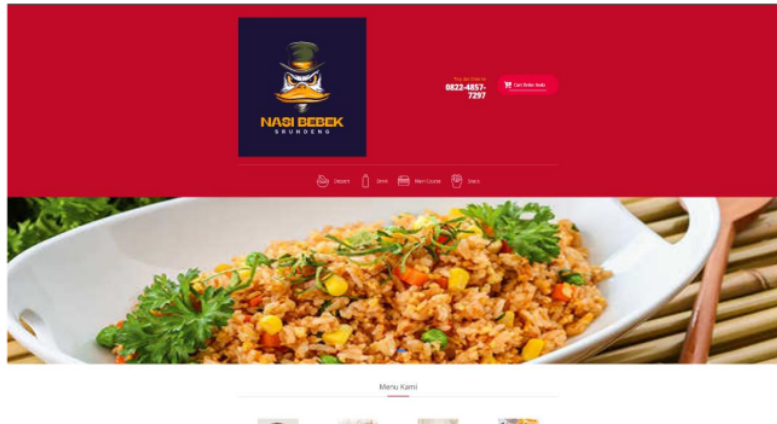 NASI BEBEK
SRUNDENG
0822-4857-
7297
Dessert
Drink
Main Course
Snack
Menu Kami